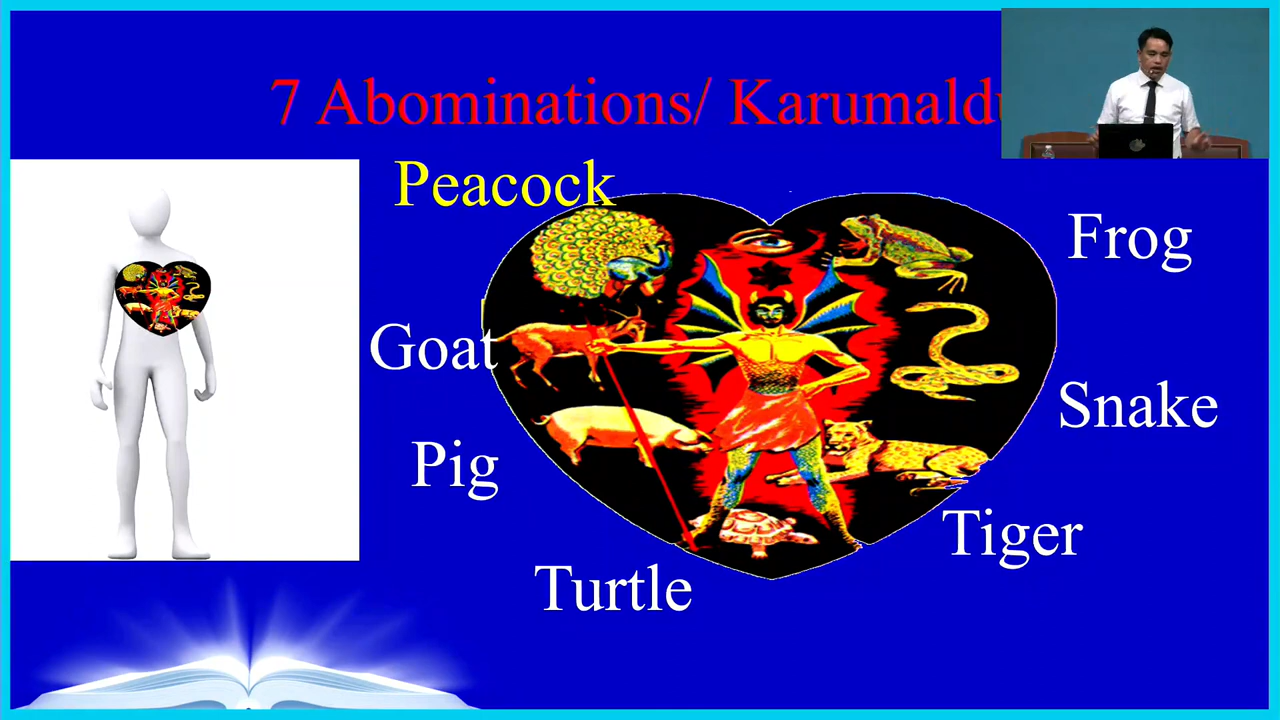 7 Abominations/ Karumaldu
Peacock
Frog
Goat
Snake
Pig
Tiger
Turtle